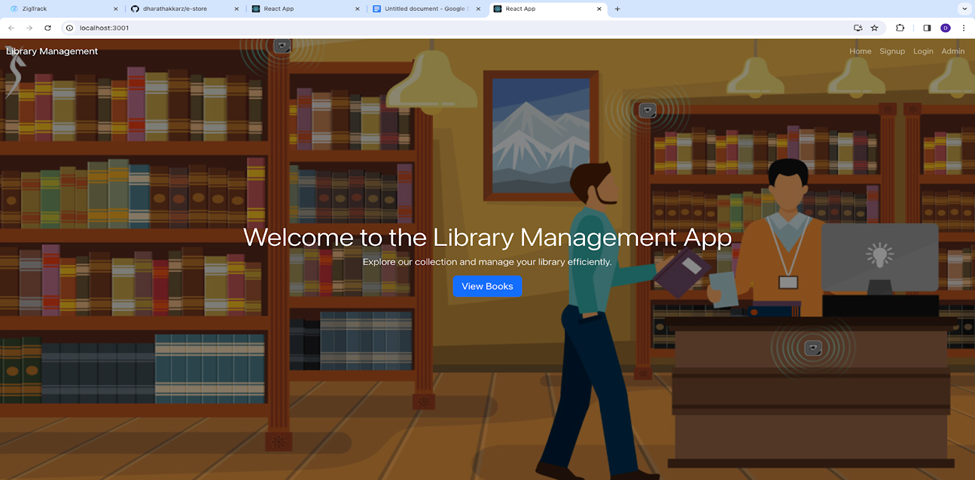 ZigTrack
dharathakkarz/e-store
React App
Untitled document - Google
React App
localhost:3001
D
Library Management
Home Signup Login Admin
Welcome to the Library Management App
Explore our collection and manage your library efficiently.
View Books